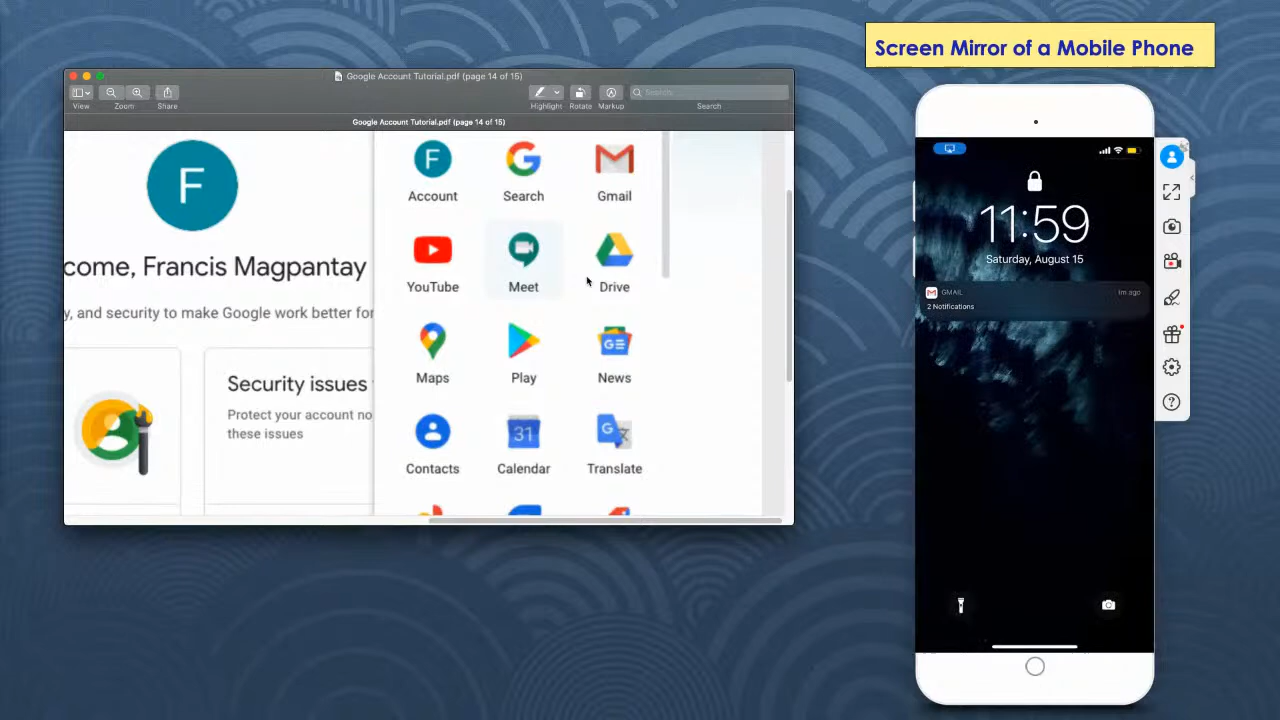 Screen Mirror of a Mobile Phone
Google Account Tutorial.pdf (page 14 of 15)
View
Zoom
Share
Highlight
Rotate
Markup
Search
Search
Google Account Tutorial.pdf (page 14 of 15)
F
come, Francis Magpantay
y, and security to make Google work better for
Security issues
Protect your account no
these issues
F
Account
Search
Gmail
YouTube
Meet
Drive
Maps
Play
GE
News
Contacts
31
Calendar
G
Translate
11:59
Saturday, August 15
GMAIL
1m ago
2 Notifications